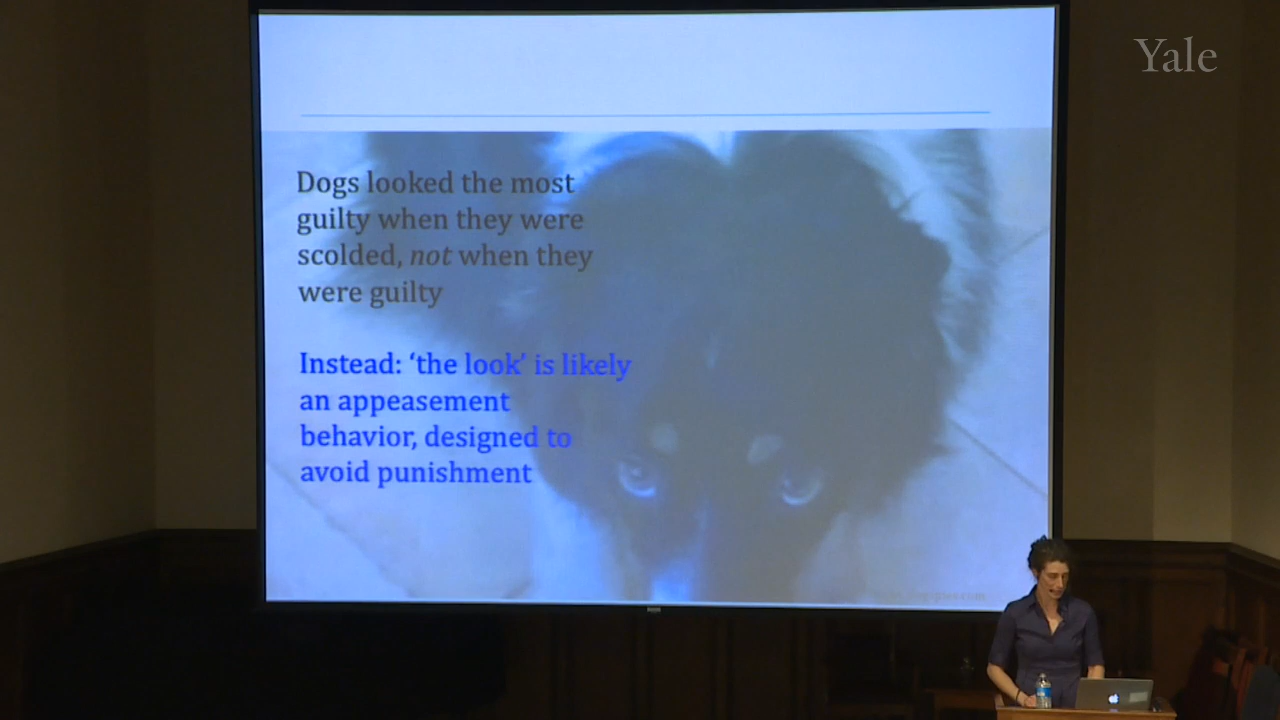 Yale
Dogs looked the most
guilty when they were
scolded, not when they
were guilty
Instead: ‘the look’ is likely
an appeasement
behavior, designed to
avoid punishment